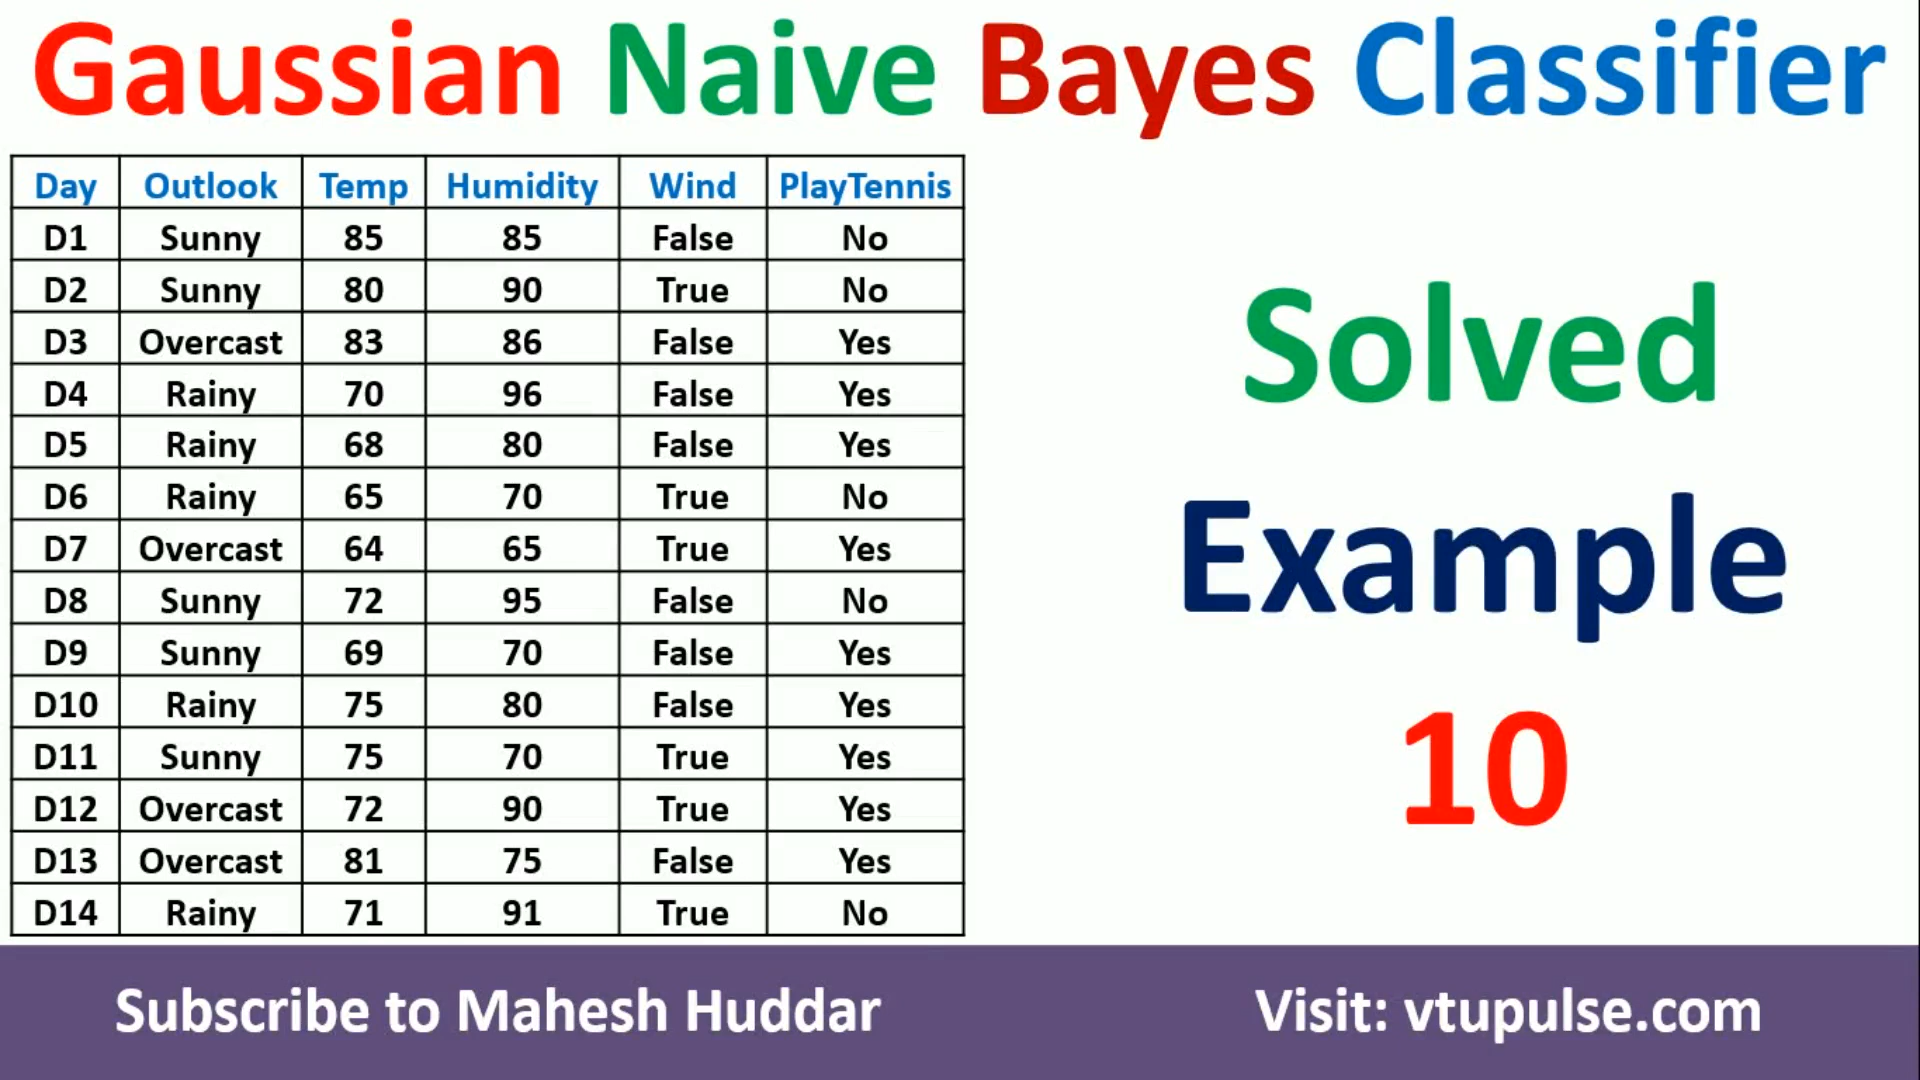 Gaussian Naive Bayes Classifier
Day Outlook Temp Humidity Wind PlayTennis
D1 Sunny 85 85 False No
D2 Sunny 80 90 True No
D3 Overcast 83 86 False Yes
D4 Rainy 70 96 False Yes
D5 Rainy 68 80 False Yes
D6 Rainy 65 70 True No
D7 Overcast 64 65 True Yes
D8 Sunny 72 95 False No
D9 Sunny 69 70 False Yes
D10 Rainy 75 80 False Yes
D11 Sunny 75 70 True Yes
D12 Overcast 72 90 True Yes
D13 Overcast 81 75 False Yes
D14 Rainy 71 91 True No
Solved
Example
10
Subscribe to Mahesh Huddar
Visit: vtupulse.com